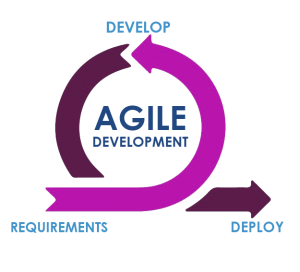 DEVELOP
AGILE
DEVELOPMENT
REQUIREMENTS
DEPLOY